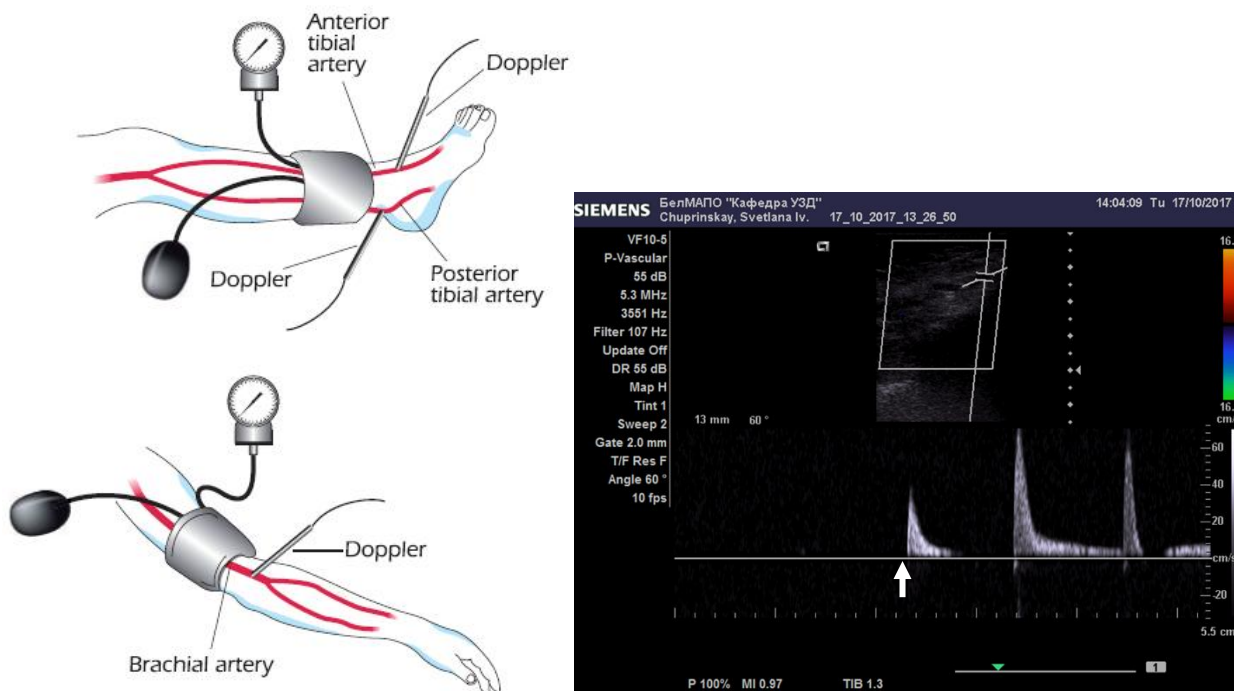 Anterior
tibial
artery
Doppler
Doppler
Posterior
tibial artery
Doppler
Brachial artery
SIEMENS БелМАПО "Кафедра УЗД" 14:04:09 Tu 17/10/2017
Chuprinskay, Svetlana Iv. 17_10_2017_13_26_50
VF10-5
P-Vascular
55 dB
5.3 MHz
3551 Hz
Filter 107 Hz
Update Off
DR 55 dB
Map H
Tint 1
Sweep 2
Gate 2.0 mm
T/F Res F
Angle 60 °
10 fps
16.
16.
cm/
13 mm 60 °
60
40
20
cm/s
-20
5.5 cm
1
P 100% MI 0.97 TIB 1.3